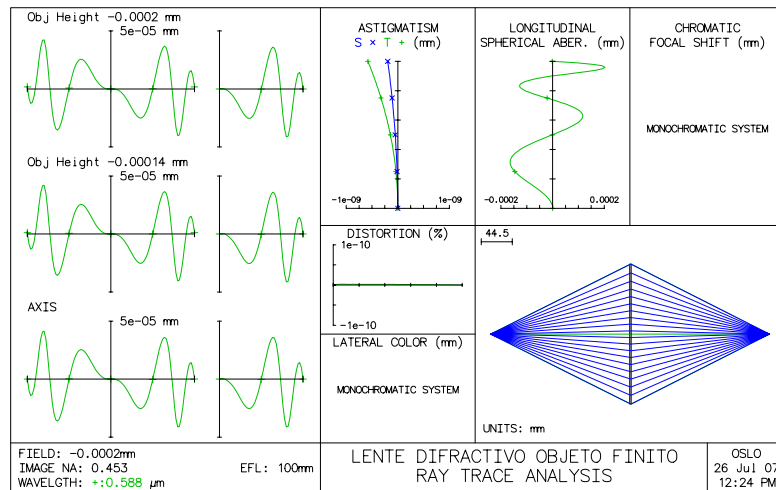 Obj Height -0.0002 mm
5e-05 mm
Obj Height -0.00014 mm
5e-05 mm
AXIS
5e-05 mm
ASTIGMATISM
S × T + (mm)
-1e-09
1e-09
LONGITUDINAL
SPHERICAL ABER. (mm)
-0.0002
0.0002
CHROMATIC
FOCAL SHIFT (mm)
MONOCHROMATIC SYSTEM
DISTORTION (%)
1e-10
-1e-10
LATERAL COLOR (mm)
MONOCHROMATIC SYSTEM
44.5
UNITS: mm
FIELD: -0.0002mm
IMAGE NA: 0.453
EFL: 100mm
WAVELGTH: +:0.588 µm
LENTE DIFRACTIVO OBJETO FINITO
RAY TRACE ANALYSIS
OSLO
26 Jul 07
12:24 PM